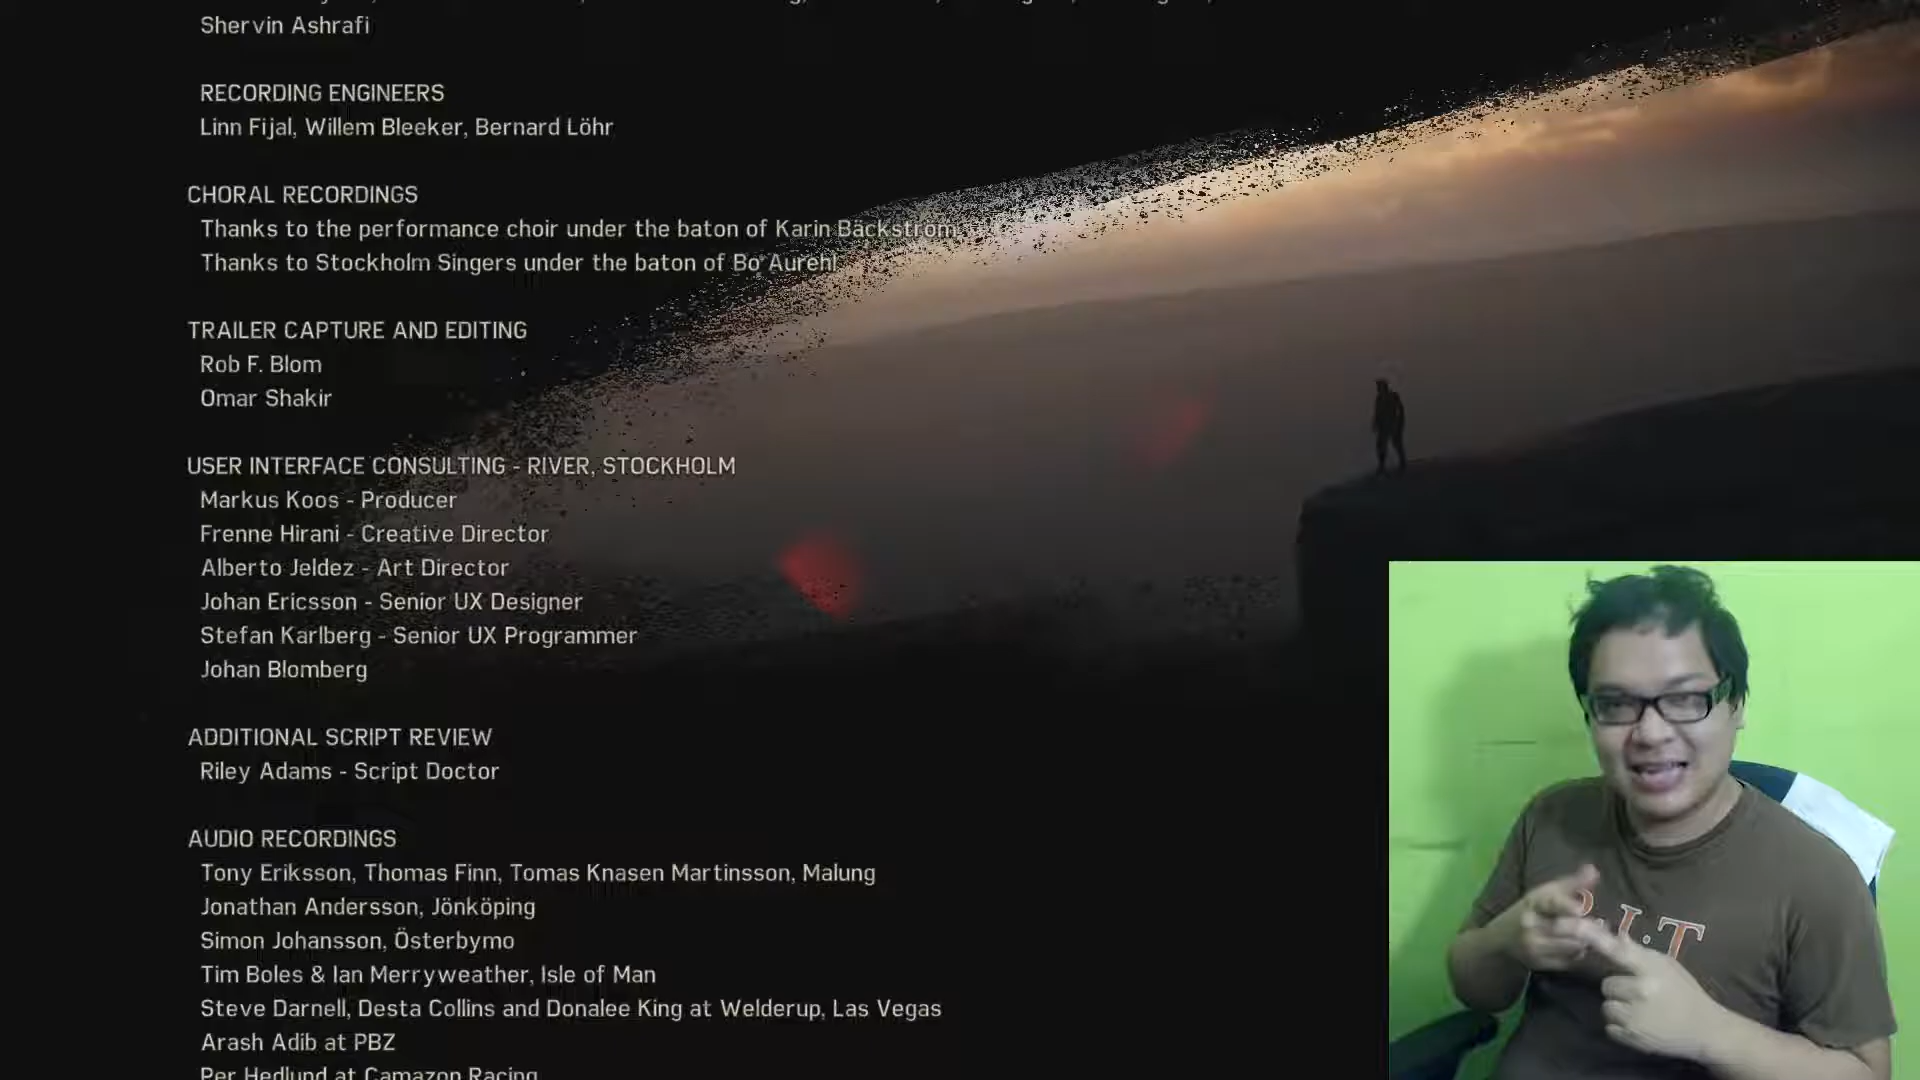 Shervin Ashrafi
RECORDING ENGINEERS
Linn Fijal, Willem Bleeker, Bernard Löhr
CHORAL RECORDINGS
Thanks to the performance choir under the baton of Karin Bäckström
Thanks to Stockholm Singers under the baton of Bo Aurehl
TRAILER CAPTURE AND EDITING
Rob F. Blom
Omar Shakir
USER INTERFACE CONSULTING - RIVER, STOCKHOLM
Markus Koos - Producer
Frenne Hirani - Creative Director
Alberto Jeldez - Art Director
Johan Ericsson - Senior UX Designer
Stefan Karlberg - Senior UX Programmer
Johan Blomberg
ADDITIONAL SCRIPT REVIEW
Riley Adams - Script Doctor
AUDIO RECORDINGS
Tony Eriksson, Thomas Finn, Tomas Knasen Martinsson, Malung
Jonathan Andersson, Jönköping
Simon Johansson, Österbymo
Tim Boles & Ian Merryweather, Isle of Man
Steve Darnell, Desta Collins and Donalee King at Welderup, Las Vegas
Arash Adib at PBZ
Per Hedlund at Camazon Racing